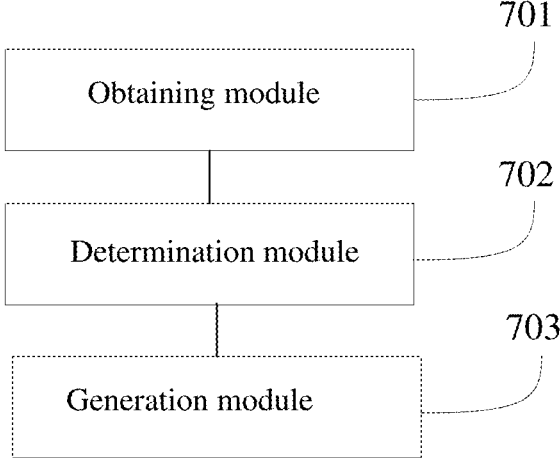 701
Obtaining module
702
Determination module
703
Generation module